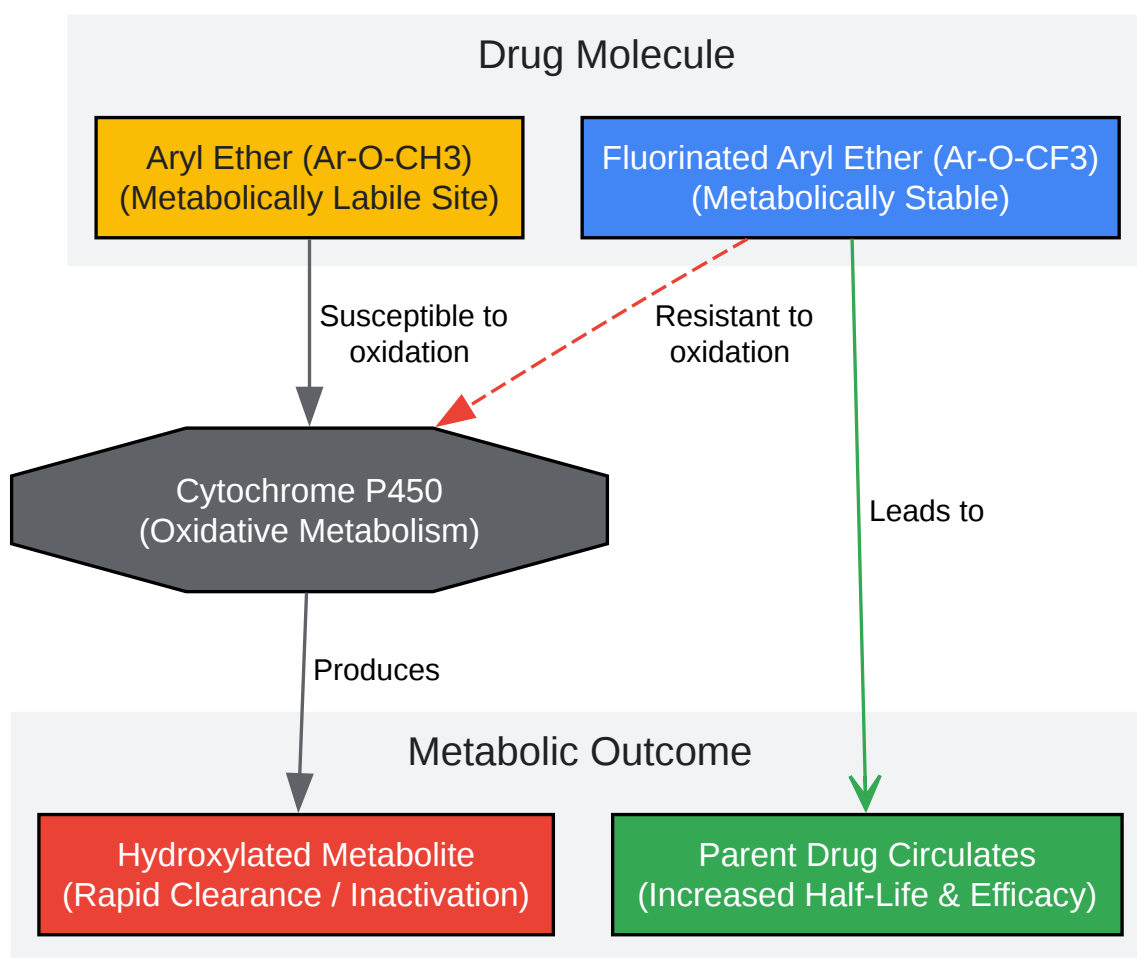 Drug Molecule
Aryl Ether (Ar-O-CH3)
(Metabolically Labile Site)
Fluorinated Aryl Ether (Ar-O-CF3)
(Metabolically Stable)
Susceptible to
oxidation
Resistant to
oxidation
Cytochrome P450
(Oxidative Metabolism)
Leads to
Produces
Metabolic Outcome
Hydroxylated Metabolite
(Rapid Clearance / Inactivation)
Parent Drug Circulates
(Increased Half-Life & Efficacy)